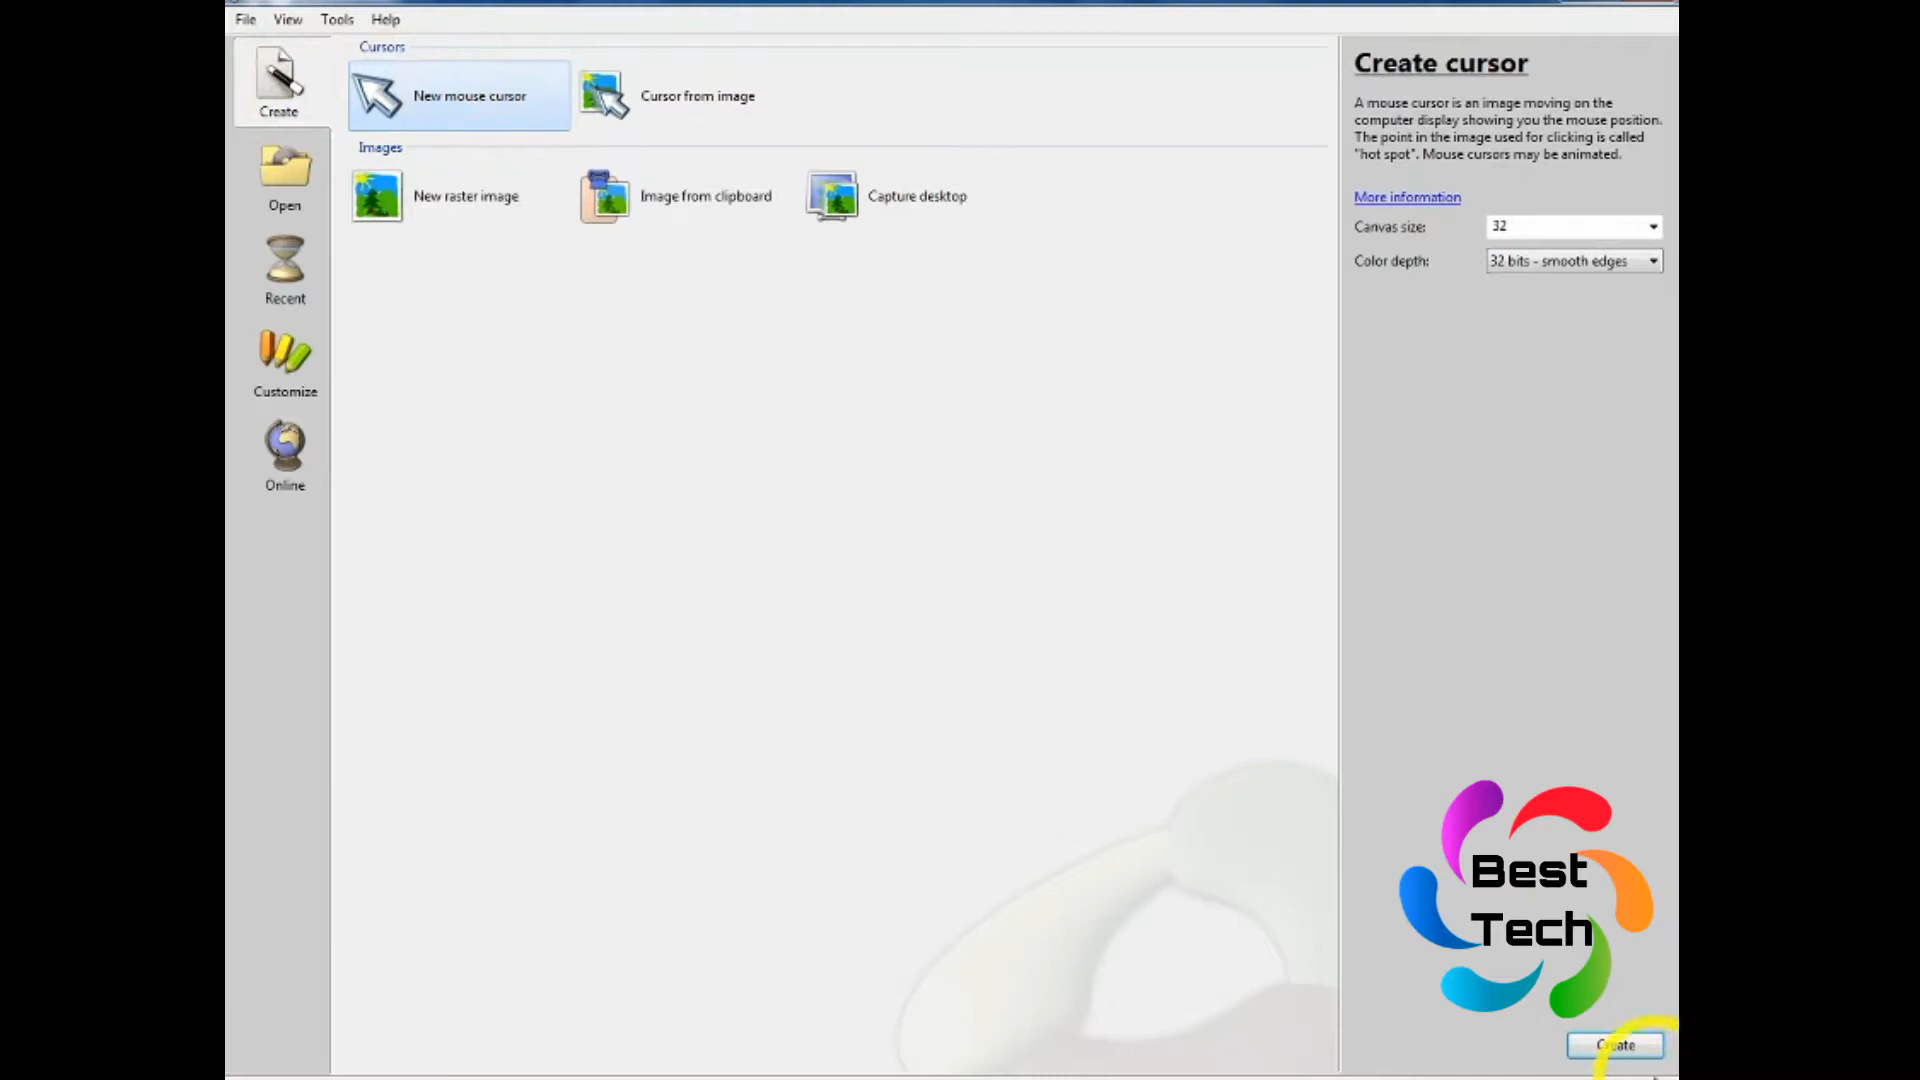 File View Tools Help
Create
Open
Recent
Customize
Online
Cursors
New mouse cursor
Cursor from image
Images
New raster image
Image from clipboard
Capture desktop
Create cursor
A mouse cursor is an image moving on the
computer display showing you the mouse position.
The point in the image used for clicking is called
"hot spot". Mouse cursors may be animated.
More information
Canvas size: 32
Color depth: 32 bits - smooth edges
Best
Tech
Create